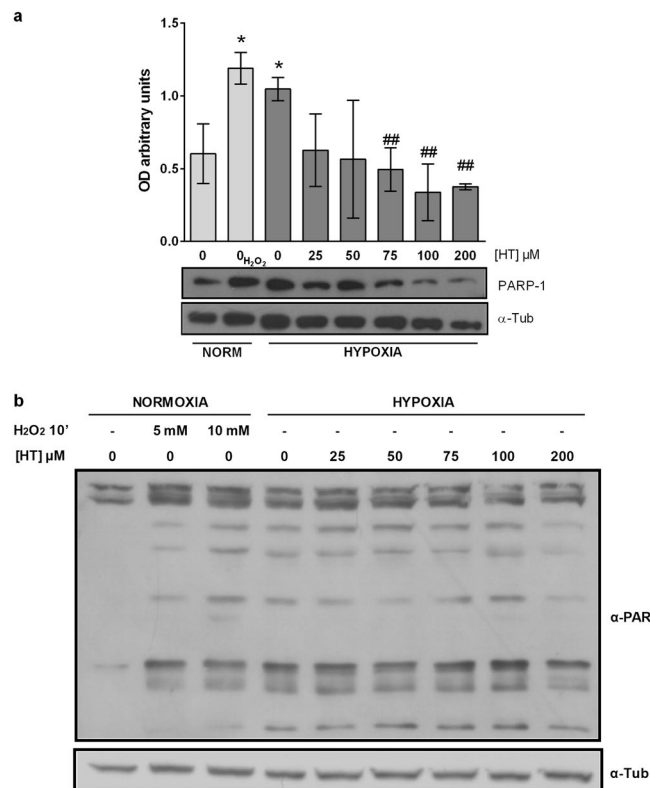 a
1.5
* *
1.0
OD arbitrary units
## ## ##
0.5
0.0
0 0H₂O₂ 0 25 50 75 100 200 [HT] µM
PARP-1
α-Tub
NORM HYPOXIA
b
NORMOXIA HYPOXIA
H₂O₂ 10' - 5 mM 10 mM - - - - - -
[HT] µM 0 0 0 0 25 50 75 100 200
α-PAR
α-Tub